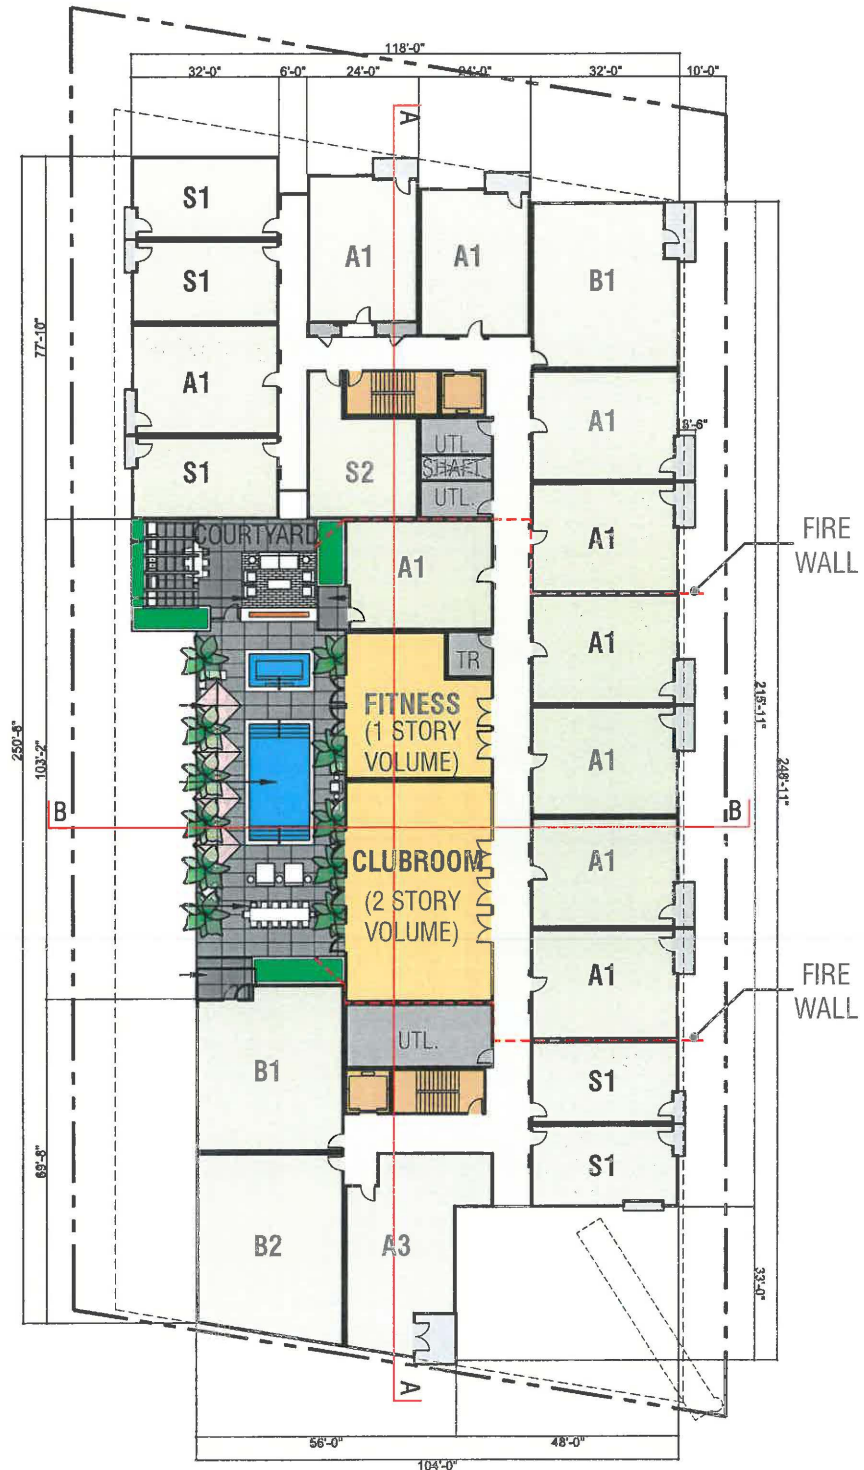 118'-0"
32'-0"
6'-0"
24'-0"
24'-0"
32'-0"
10'-0"
A
S1
A1
A1
B1
S1
77'-10"
A1
A1
6'-6"
S1
S2
UTL.
SHAFT
UTL.
COURTYARD
A1
A1
FIRE
WALL
A1
TR
FITNESS
(1 STORY
VOLUME)
215'-11"
250'-8"
103'-2"
A1
248'-11"
B
B
CLUBROOM
(2 STORY
VOLUME)
A1
A1
FIRE
WALL
UTL.
B1
S1
69'-8"
S1
B2
A3
33'-0"
A
56'-0"
48'-0"
104'-0"